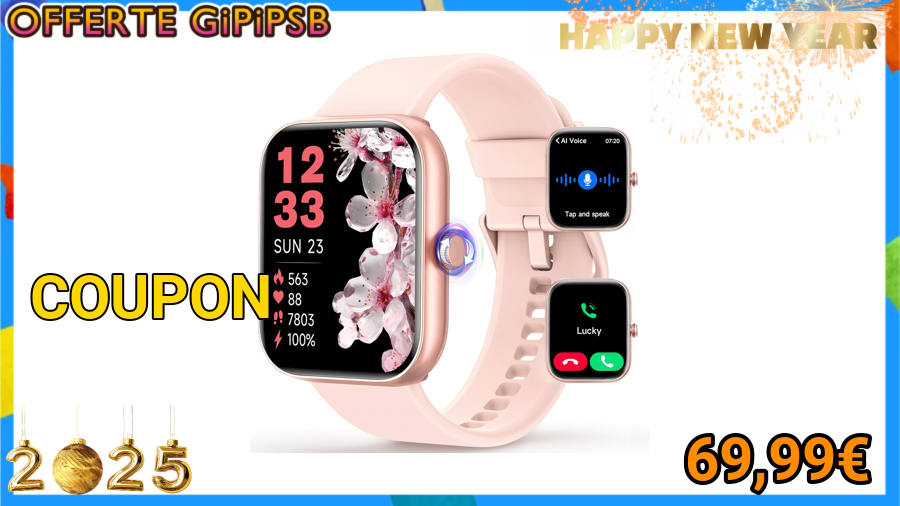 OFFERTE GiPiPSB
HAPPY NEW YEAR
12
33
SUN 23
563
88
7803
100%
AI Voice 07:20
Tap and speak
Lucky
COUPON
2025
69,99€